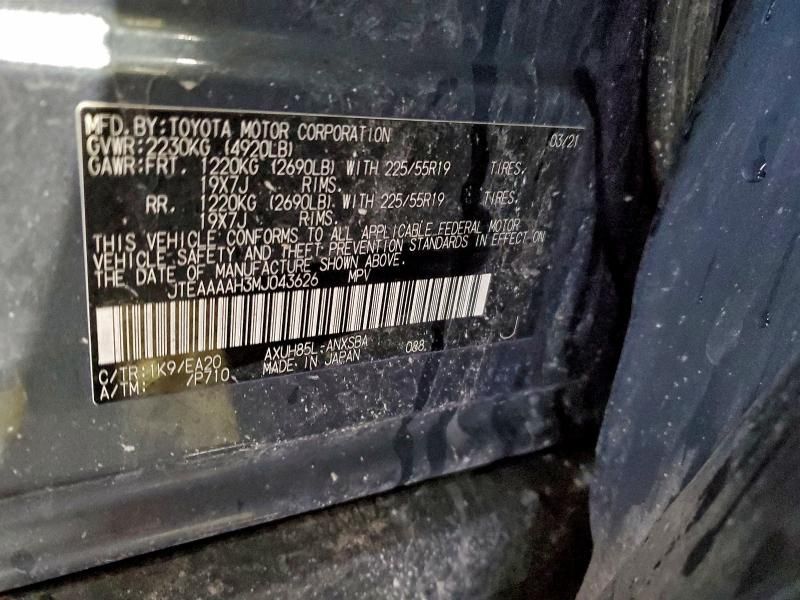 MFD.BY:TOYOTA MOTOR CORPORATION 03/21
GVWR:2230KG (4920LB)
GAWR:FRT. 1220KG (2690LB) WITH 225/55R19 TIRES,
19X7J RIMS.
RR. 1220KG (2690LB) WITH 225/55R19 TIRES,
19X7J RIMS.
THIS VEHICLE CONFORMS TO ALL APPLICABLE FEDERAL MOTOR
VEHICLE SAFETY AND THEFT PREVENTION STANDARDS IN EFFECT ON
THE DATE OF MANUFACTURE SHOWN ABOVE.
JTEAAAAH3MJ043626 MPV
C/TR:1K9/EA20 AXUH85L-ANXSBA 088
A/TM: /P710 MADE IN JAPAN J